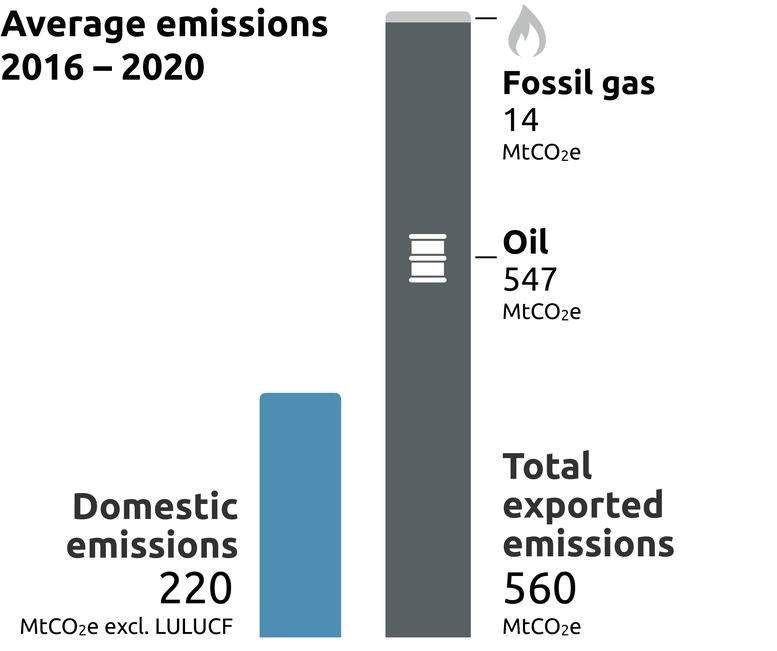 Average emissions
2016 – 2020
Fossil gas
14
MtCO₂e
Oil
547
MtCO₂e
Domestic
emissions
220
MtCO₂e excl. LULUCF
Total
exported
emissions
560
MtCO₂e